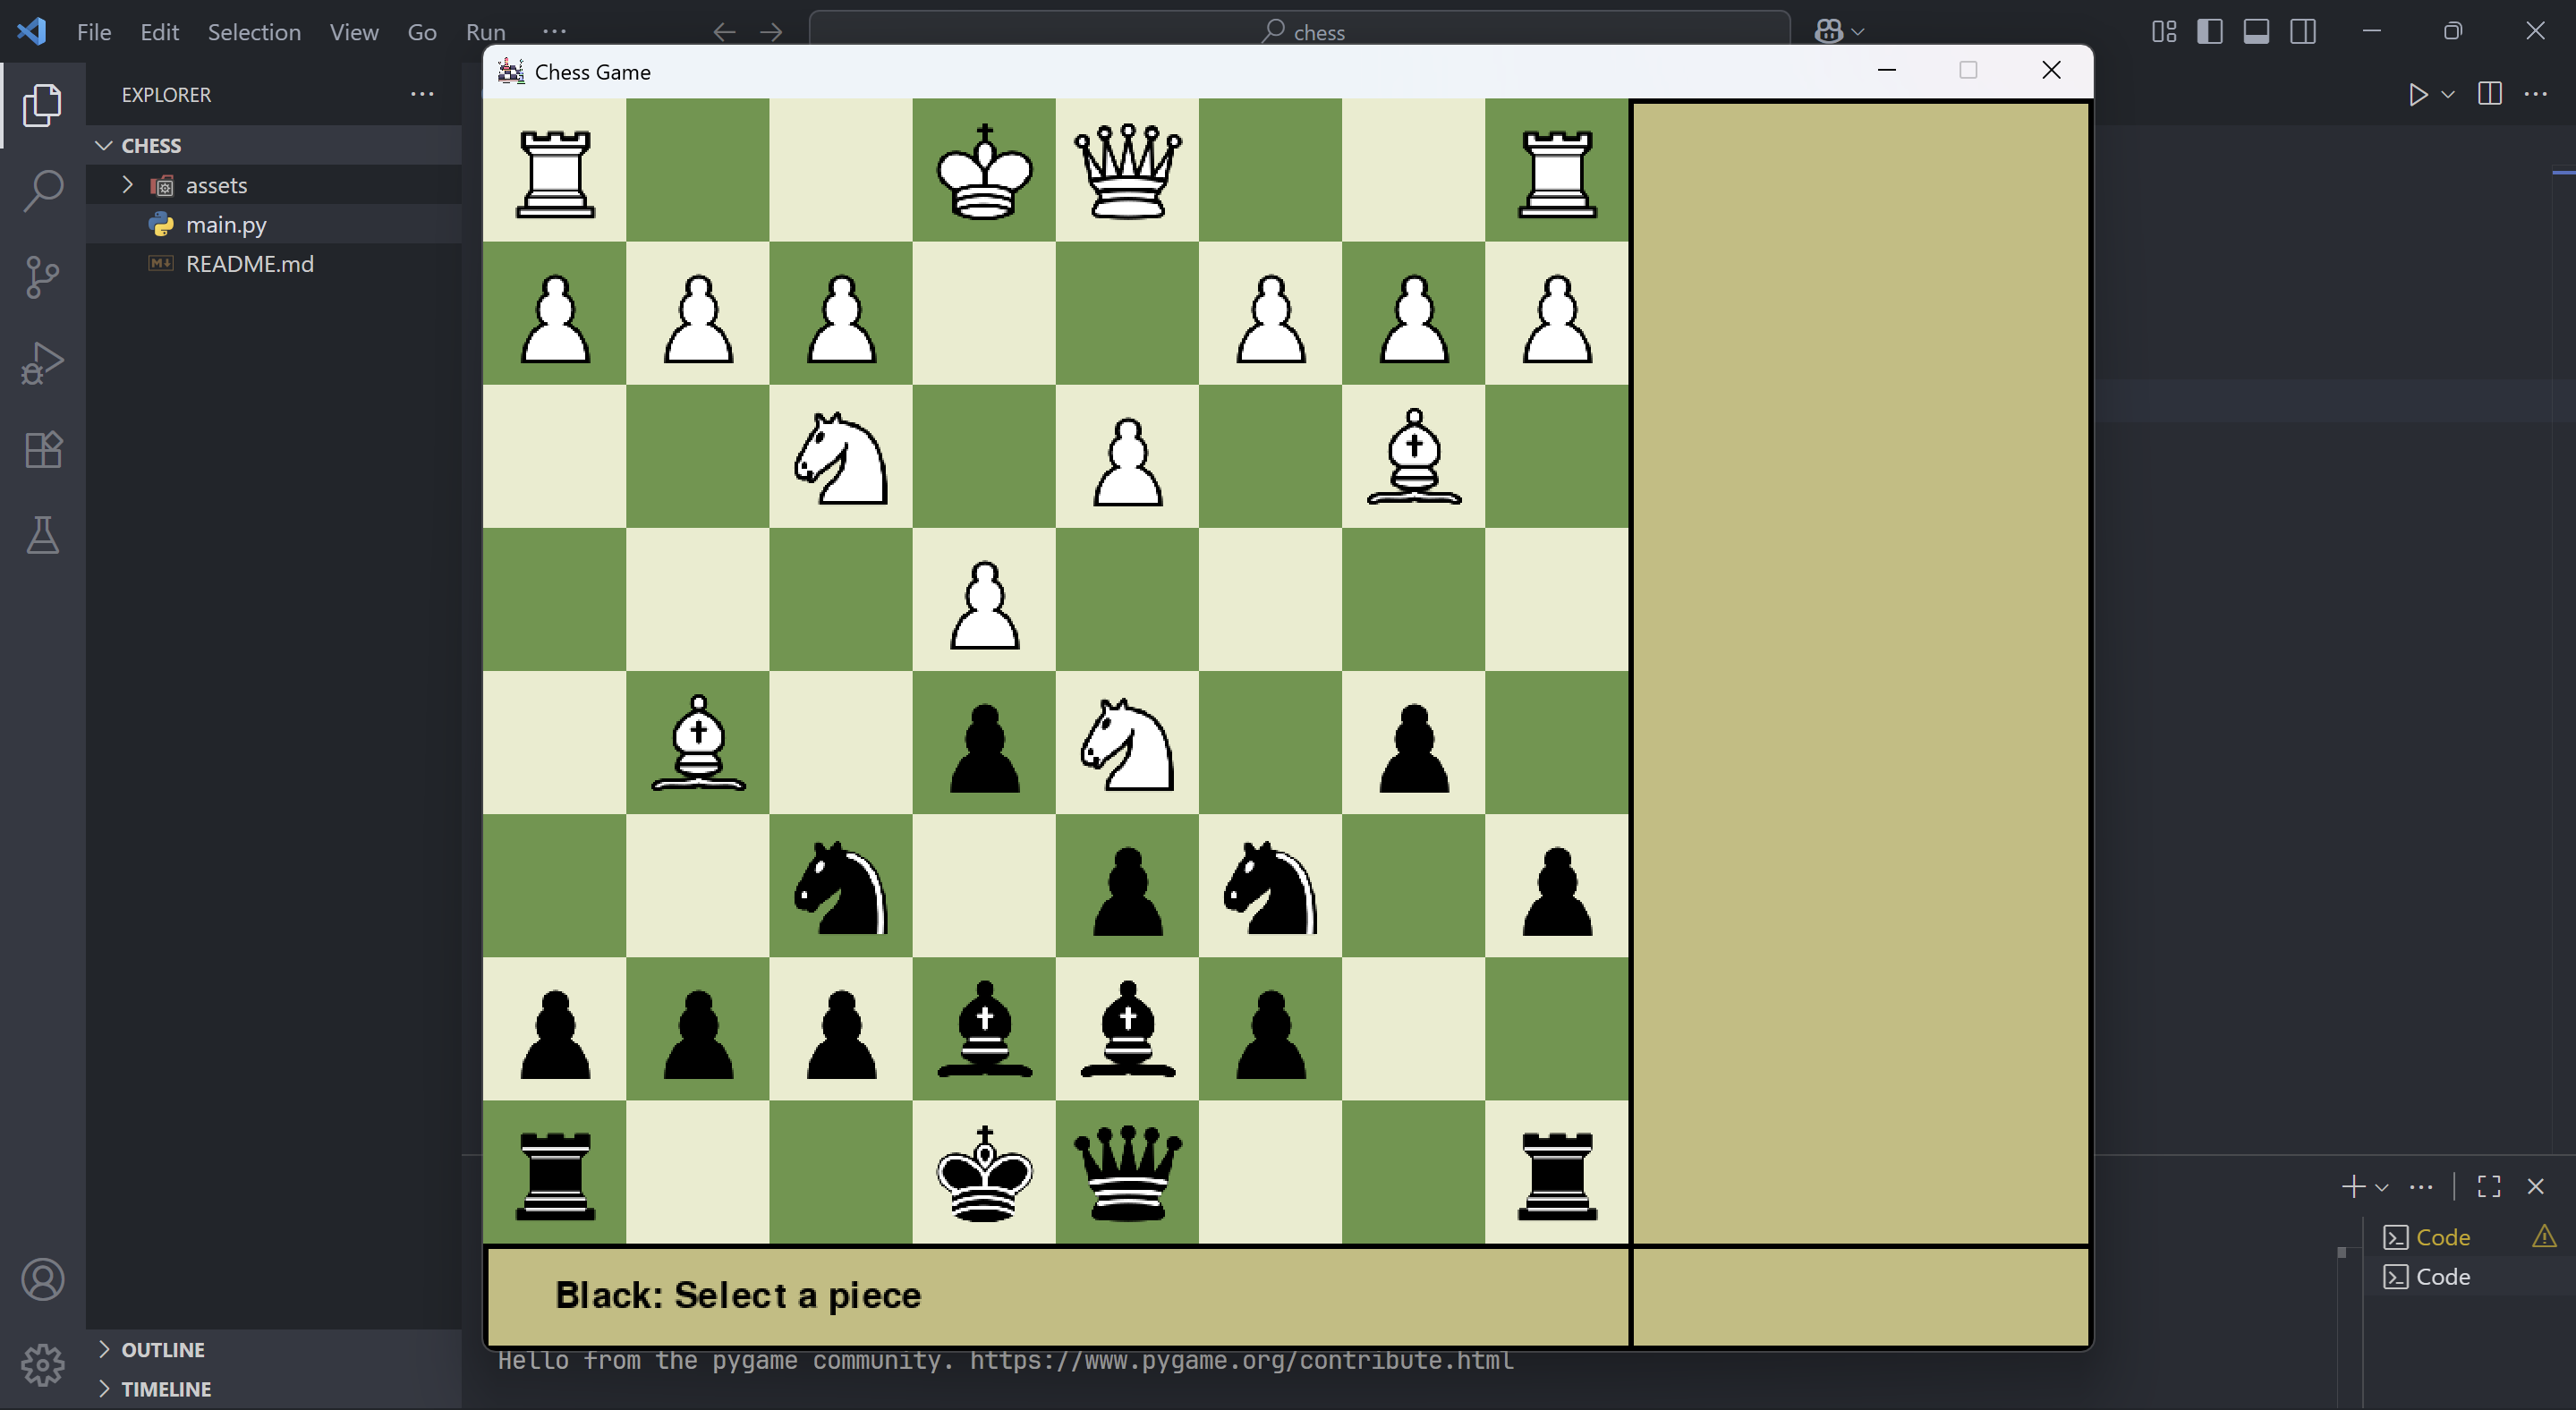 File Edit Selection View Go Run ...
chess
Chess Game
EXPLORER
CHESS
assets
main.py
README.md
Black: Select a piece
Code
Code
Hello from the pygame community. https://www.pygame.org/contribute.html
OUTLINE
TIMELINE